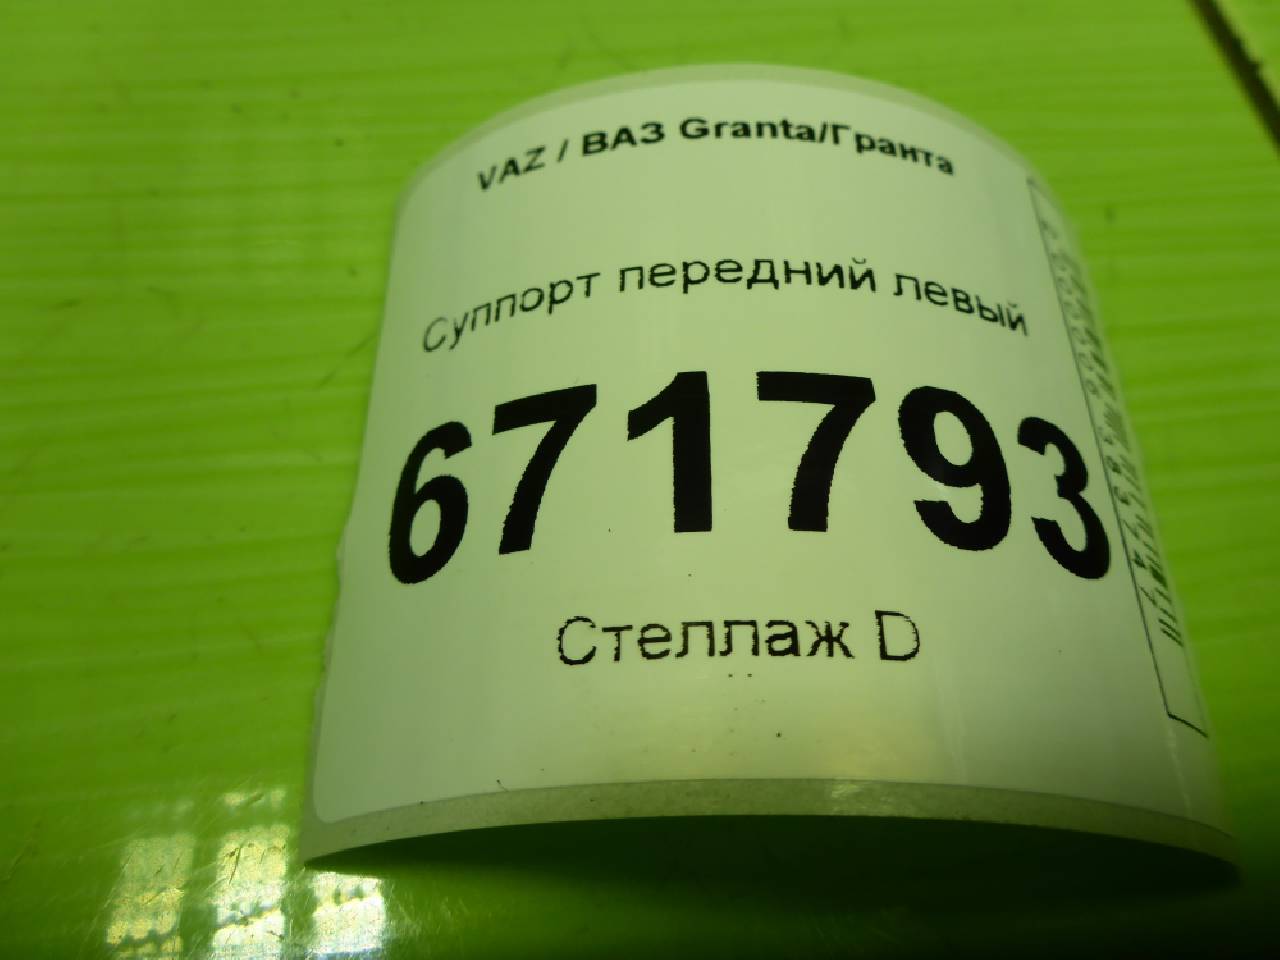 VAZ / ВАЗ Granta/Гранта
Суппорт передний левый
671793
Стеллаж D